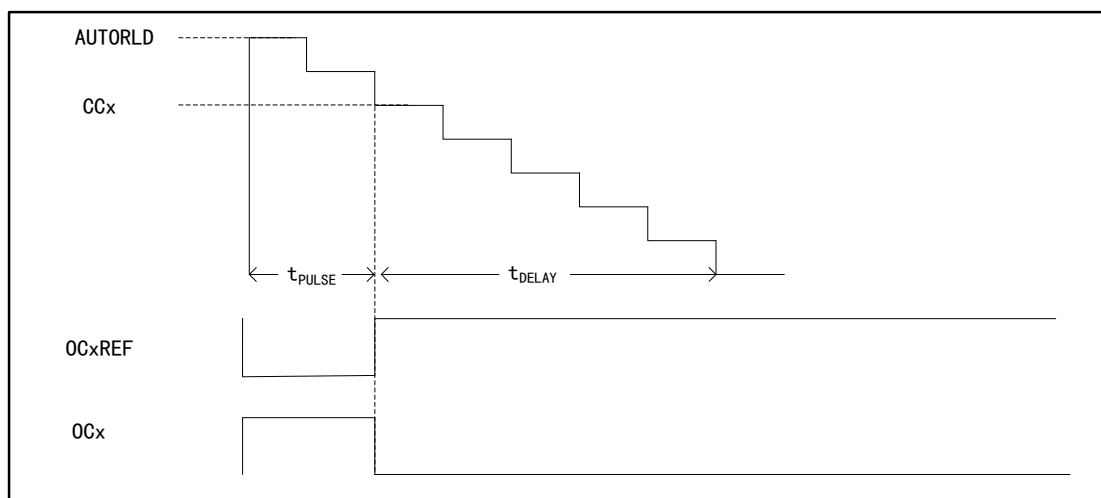 AUTORLD
CCx
tPULSE
tDELAY
OCxREF
OCx